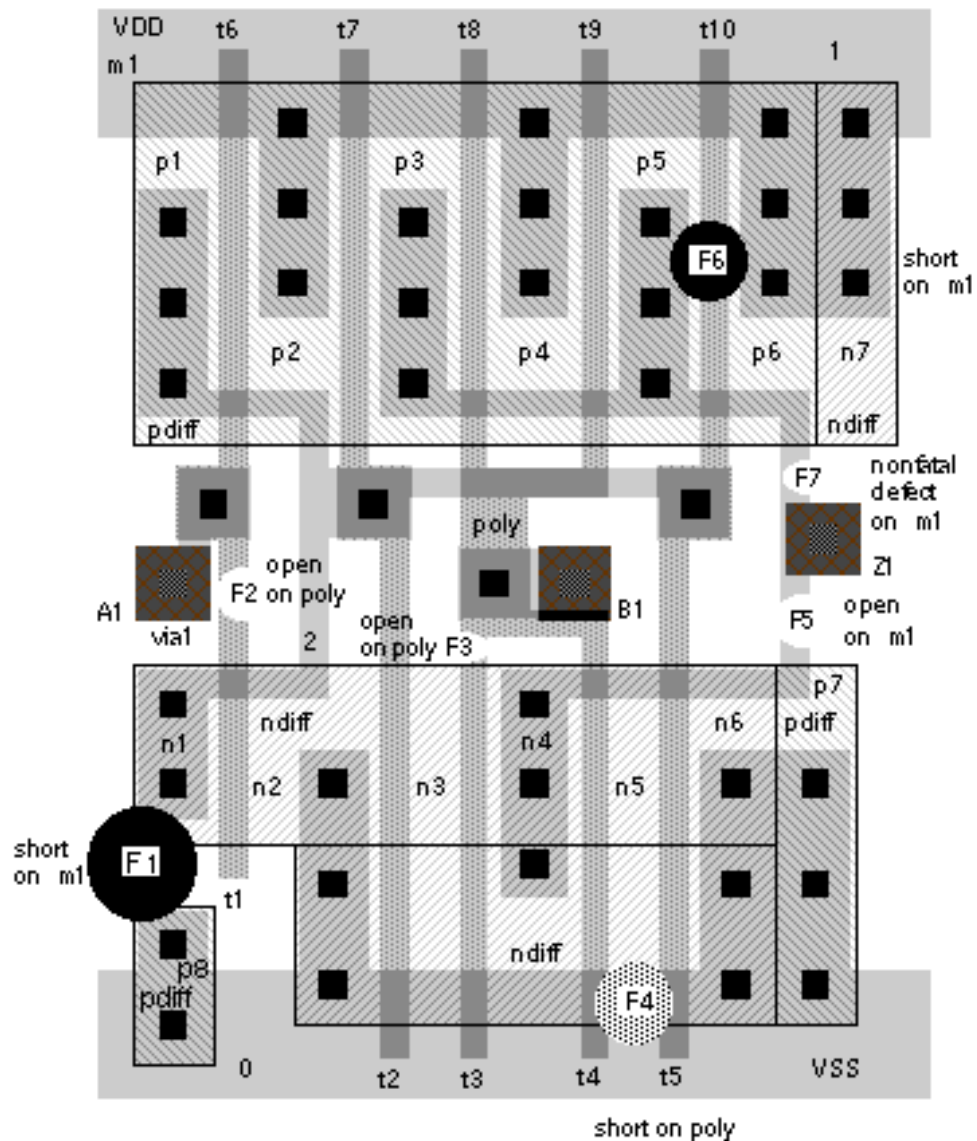 VDD t6 t7 t8 t9 t10 1
m1
p1 p3 p5
F6 short
on m1
p2 p4 p6 n7
pdiff ndiff
F7 nonfatal
defect
on m1
poly
Z1
F2 open
on poly
A1 via1
B1
F5 open
on m1
2 open
on poly F3
p7
n1 ndiff n4 n6 pdiff
n2 n3 n5
short
on m1 F1
t1
ndiff
p8
pdiff
F4
0 t2 t3 t4 t5 VSS
short on poly